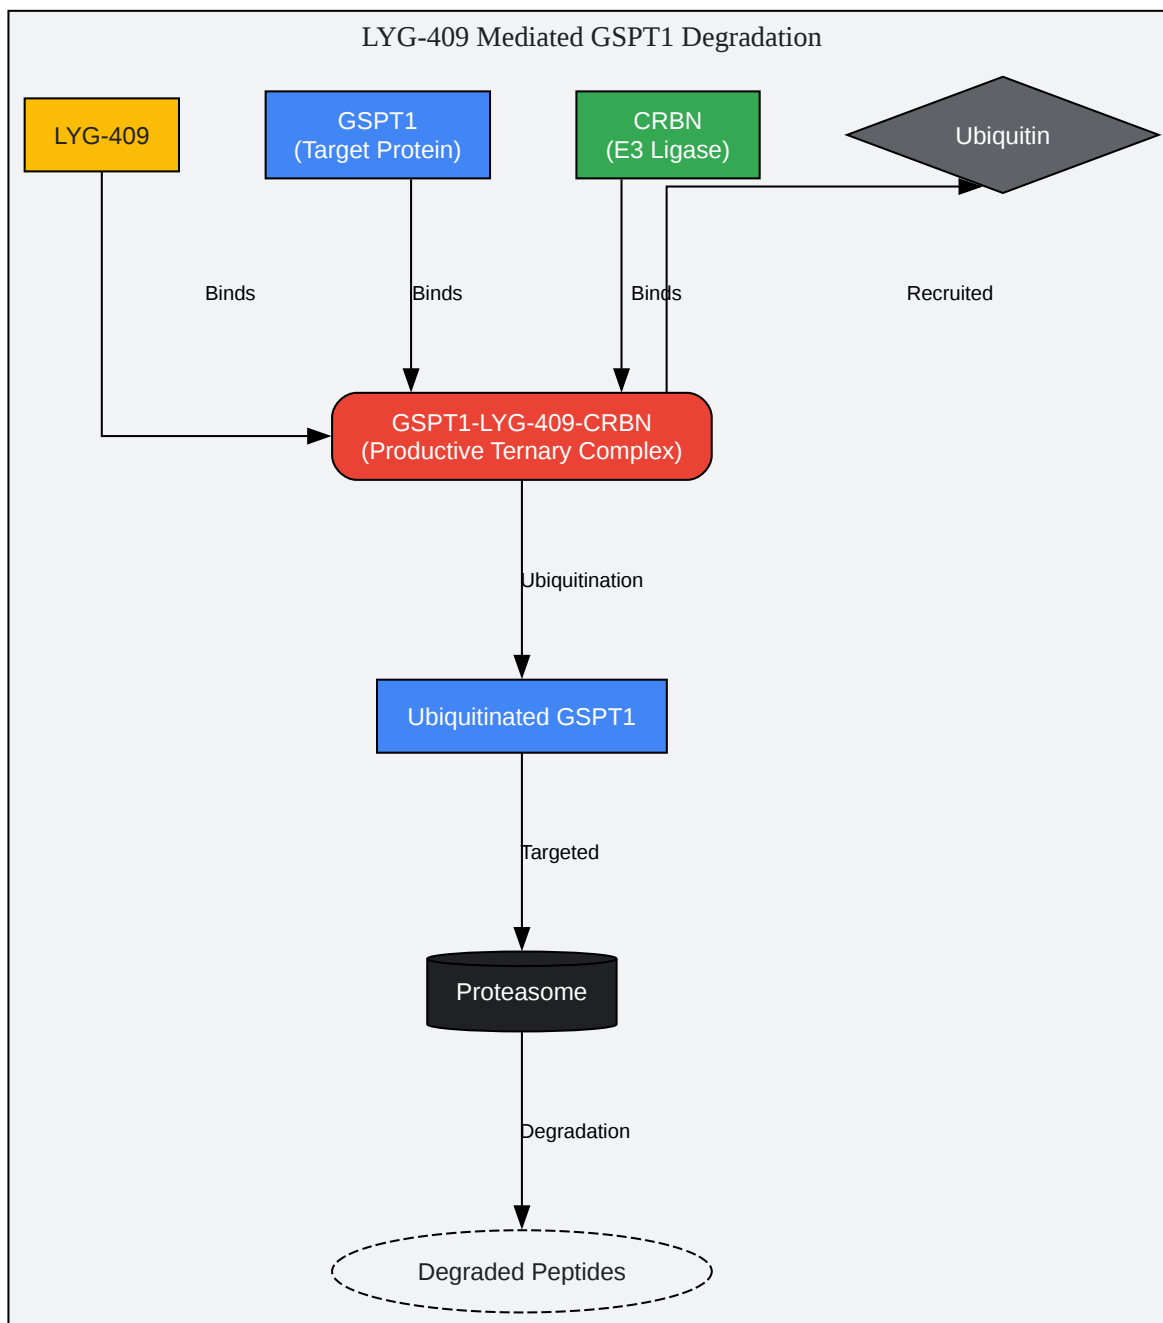 LYG-409 Mediated GSPT1 Degradation
LYG-409
GSPT1
(Target Protein)
CRBN
(E3 Ligase)
Ubiquitin
Binds
Binds
Binds
Recruited
GSPT1-LYG-409-CRBN
(Productive Ternary Complex)
Ubiquitination
Ubiquitinated GSPT1
Targeted
Proteasome
Degradation
Degraded Peptides